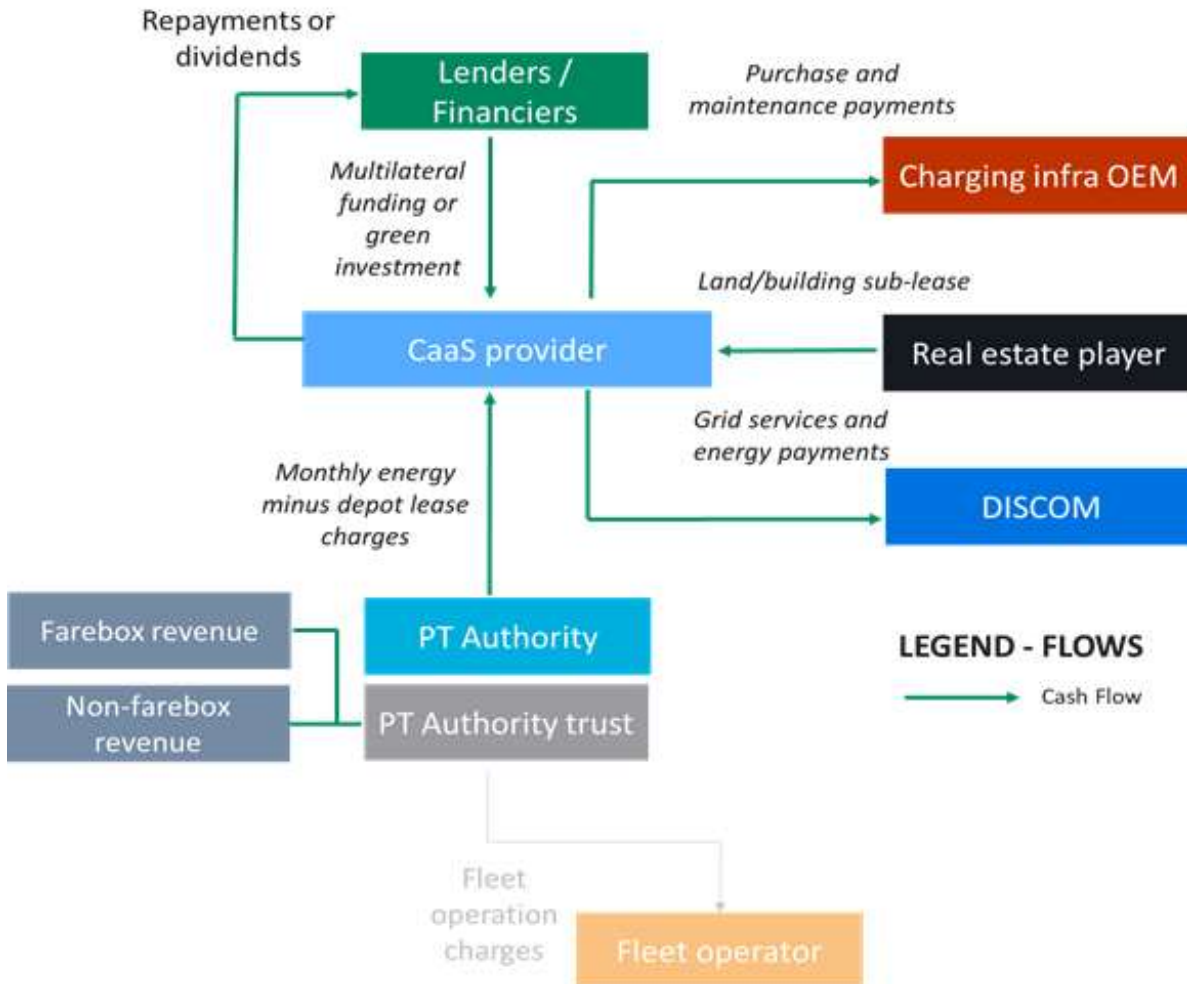 Repayments or
dividends
Lenders /
Financiers
Purchase and
maintenance payments
Multilateral
funding or
green
investment
Charging infra OEM
Land/building sub-lease
CaaS provider
Real estate player
Grid services and
energy payments
Monthly energy
minus depot lease
charges
DISCOM
Farebox revenue
PT Authority
LEGEND - FLOWS
Cash Flow
Non-farebox
revenue
PT Authority trust
Fleet
operation
charges
Fleet operator